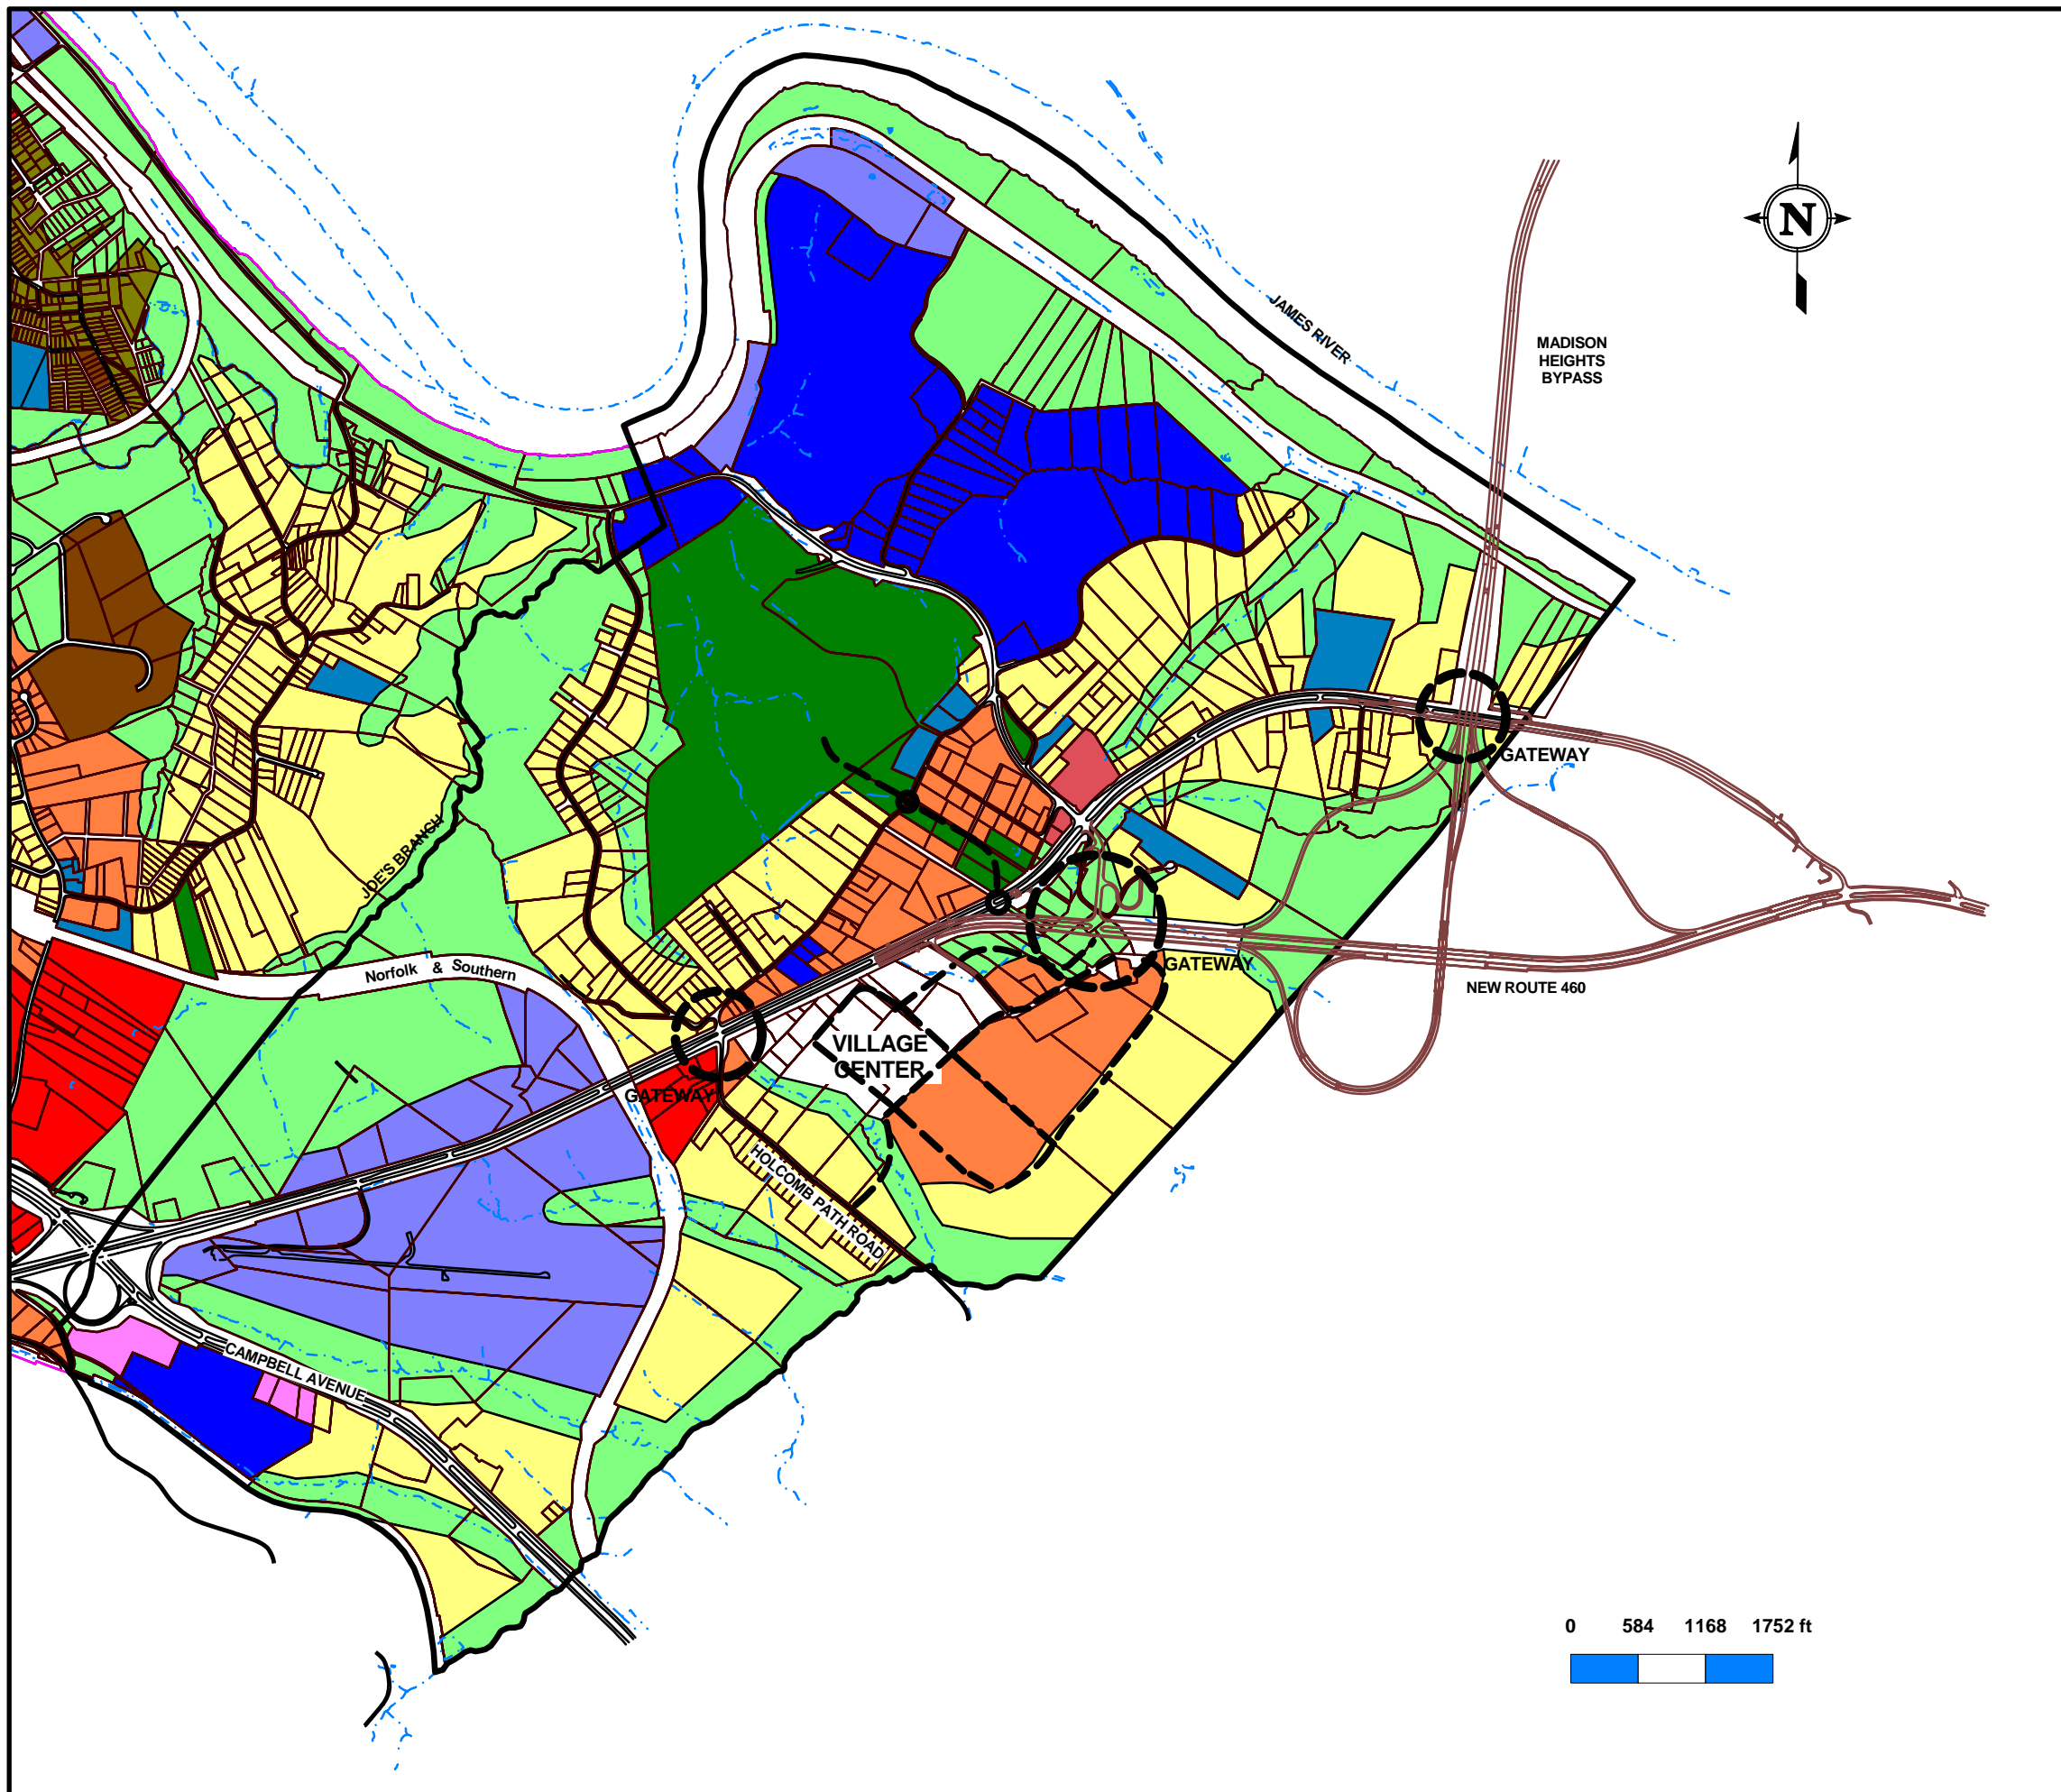 N
JAMES RIVER
MADISON
HEIGHTS
BYPASS
GATEWAY
JOE'S BRANCH
Norfolk & Southern
GATEWAY
NEW ROUTE 460
VILLAGE
CENTER
GATEWAY
HOLCOMB PATH ROAD
CAMPBELL AVENUE
0 584 1168 1752 ft